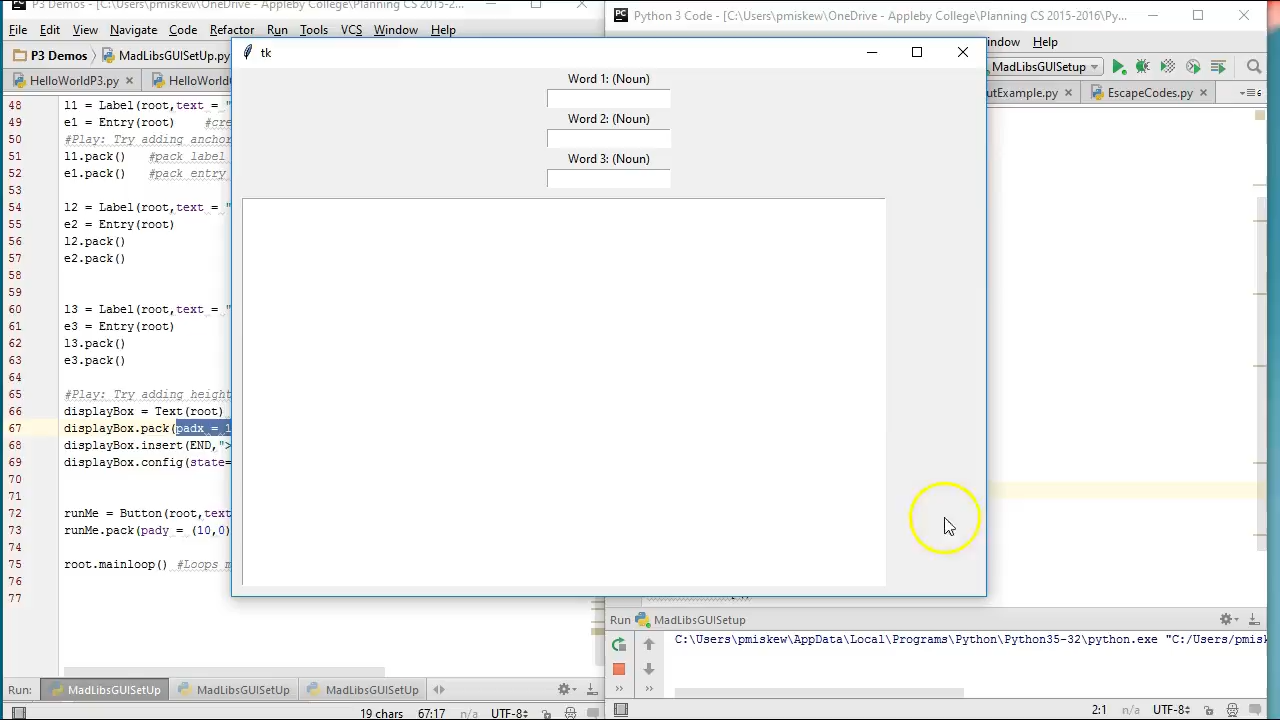 P3 Demos - [C:\Users\pmiskew\OneDrive - Appleby College\Planning CS 2015-2...
File Edit View Navigate Code Refactor Run Tools VCS Window Help
P3 Demos MadLibsGUISetUp.py
HelloWorldP3.py HelloWorld
48 l1 = Label(root,text = "
49 e1 = Entry(root) #cre
50 #Play: Try adding anchor
51 l1.pack() #pack label
52 e1.pack() #pack entry
53
54 l2 = Label(root,text = "
55 e2 = Entry(root)
56 l2.pack()
57 e2.pack()
58
59
60 l3 = Label(root,text = "
61 e3 = Entry(root)
62 l3.pack()
63 e3.pack()
64
65 #Play: Try adding height
66 displayBox = Text(root)
67 displayBox.pack(padx = 1
68 displayBox.insert(END,">
69 displayBox.config(state=
70
71
72 runMe = Button(root,text
73 runMe.pack(pady = (10,0)
74
75 root.mainloop() #Loops m
76
77
Run: MadLibsGUISetUp MadLibsGUISetUp MadLibsGUISetUp
19 chars 67:17 n/a UTF-8
tk
Word 1: (Noun)
Word 2: (Noun)
Word 3: (Noun)
Python 3 Code - [C:\Users\pmiskew\OneDrive - Appleby College\Planning CS 2015-2016\Py...
indow Help
MadLibsGUISetup
utExample.py EscapeCodes.py
Run MadLibsGUISetup
C:\Users\pmiskew\AppData\Local\Programs\Python\Python35-32\python.exe "C:/Users/pmisk
2:1 n/a UTF-8